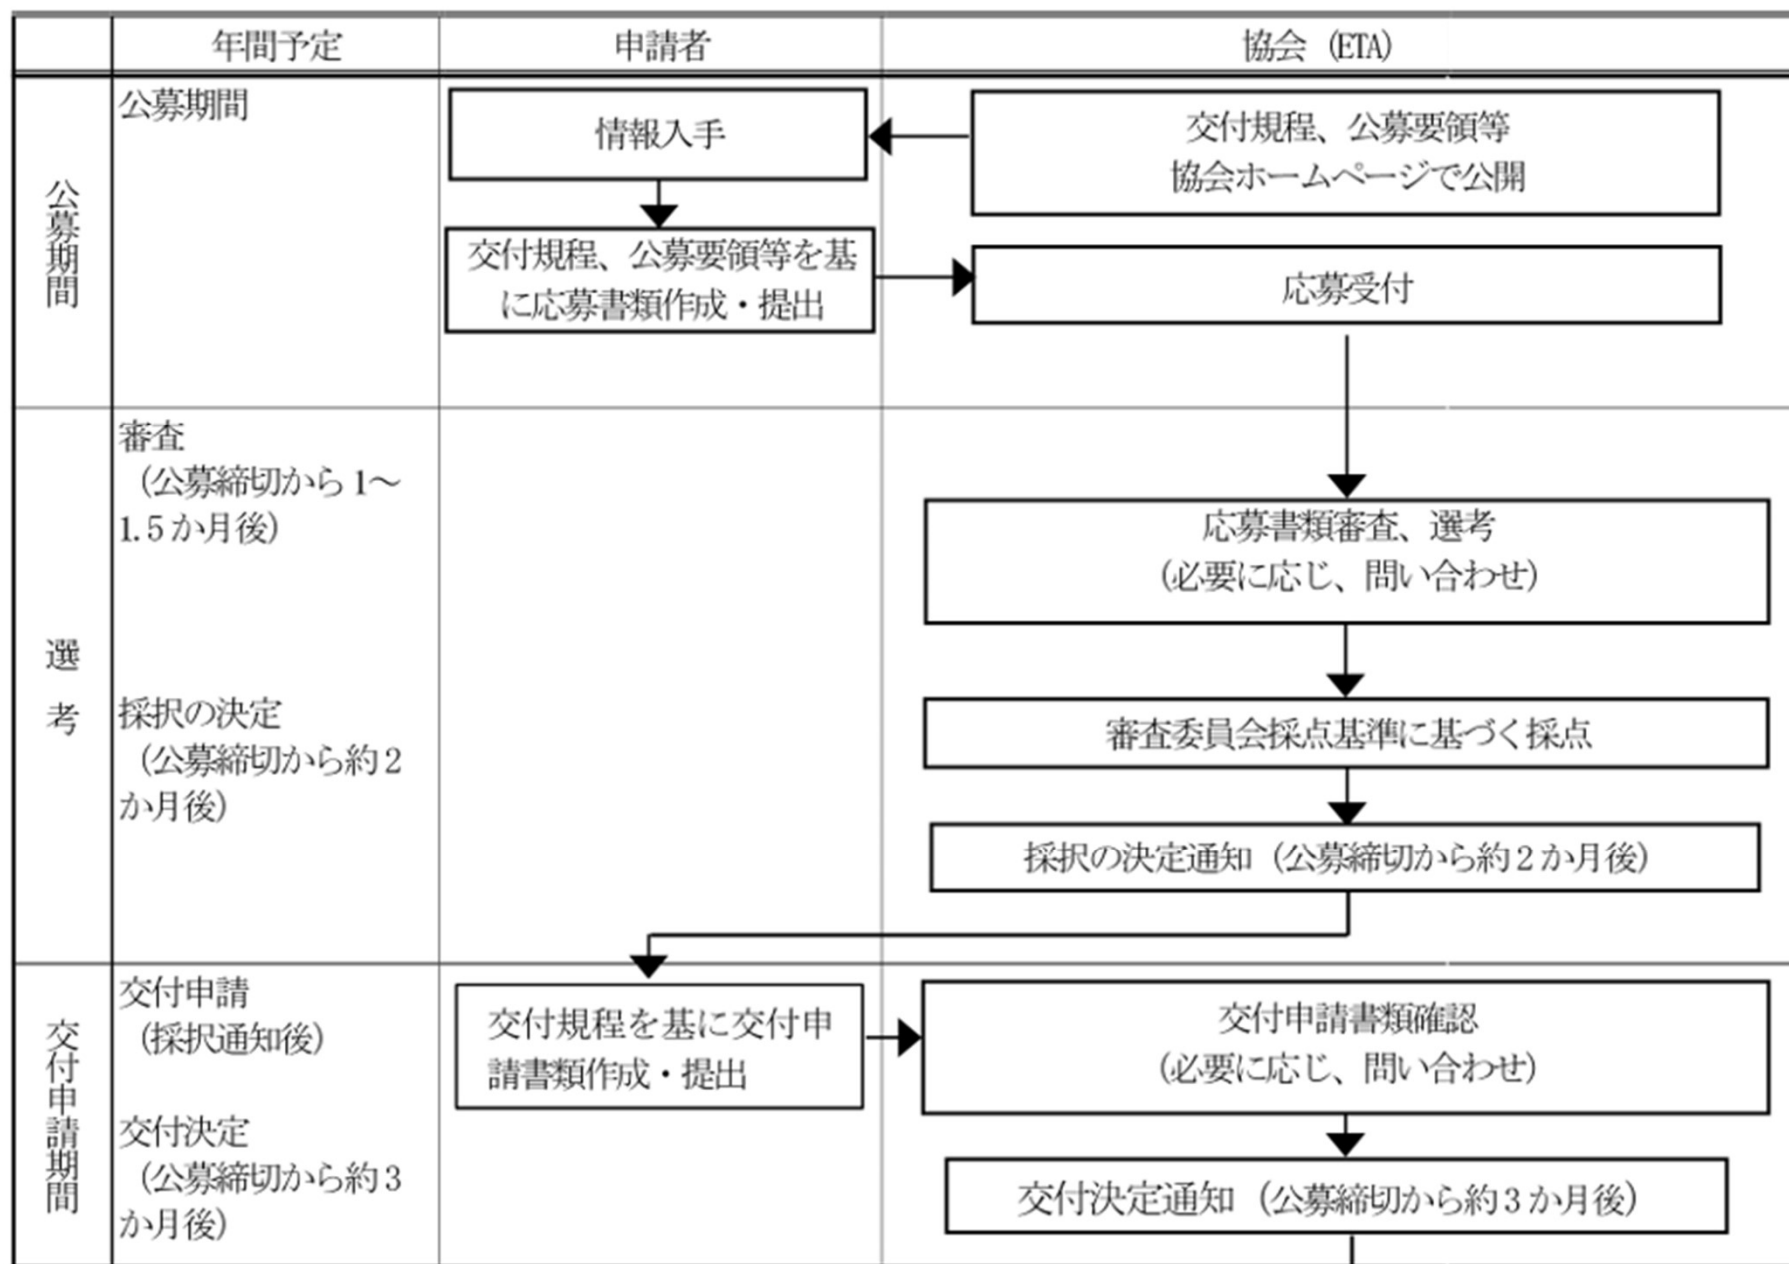 年間予定
申請者
協会（ETA）
公募期間
公募期間
情報入手
交付規程、公募要領等
協会ホームページで公開
交付規程、公募要領等を基
に応募書類作成・提出
応募受付
選考
審査
（公募締切から1～
1.5か月後）
応募書類審査、選考
（必要に応じ、問い合わせ）
採択の決定
（公募締切から約2
か月後）
審査委員会採点基準に基づく採点
採択の決定通知（公募締切から約2か月後）
交付申請期間
交付申請
（採択通知後）
交付規程を基に交付申
請書類作成・提出
交付申請書類確認
（必要に応じ、問い合わせ）
交付決定
（公募締切から約3
か月後）
交付決定通知（公募締切から約3か月後）